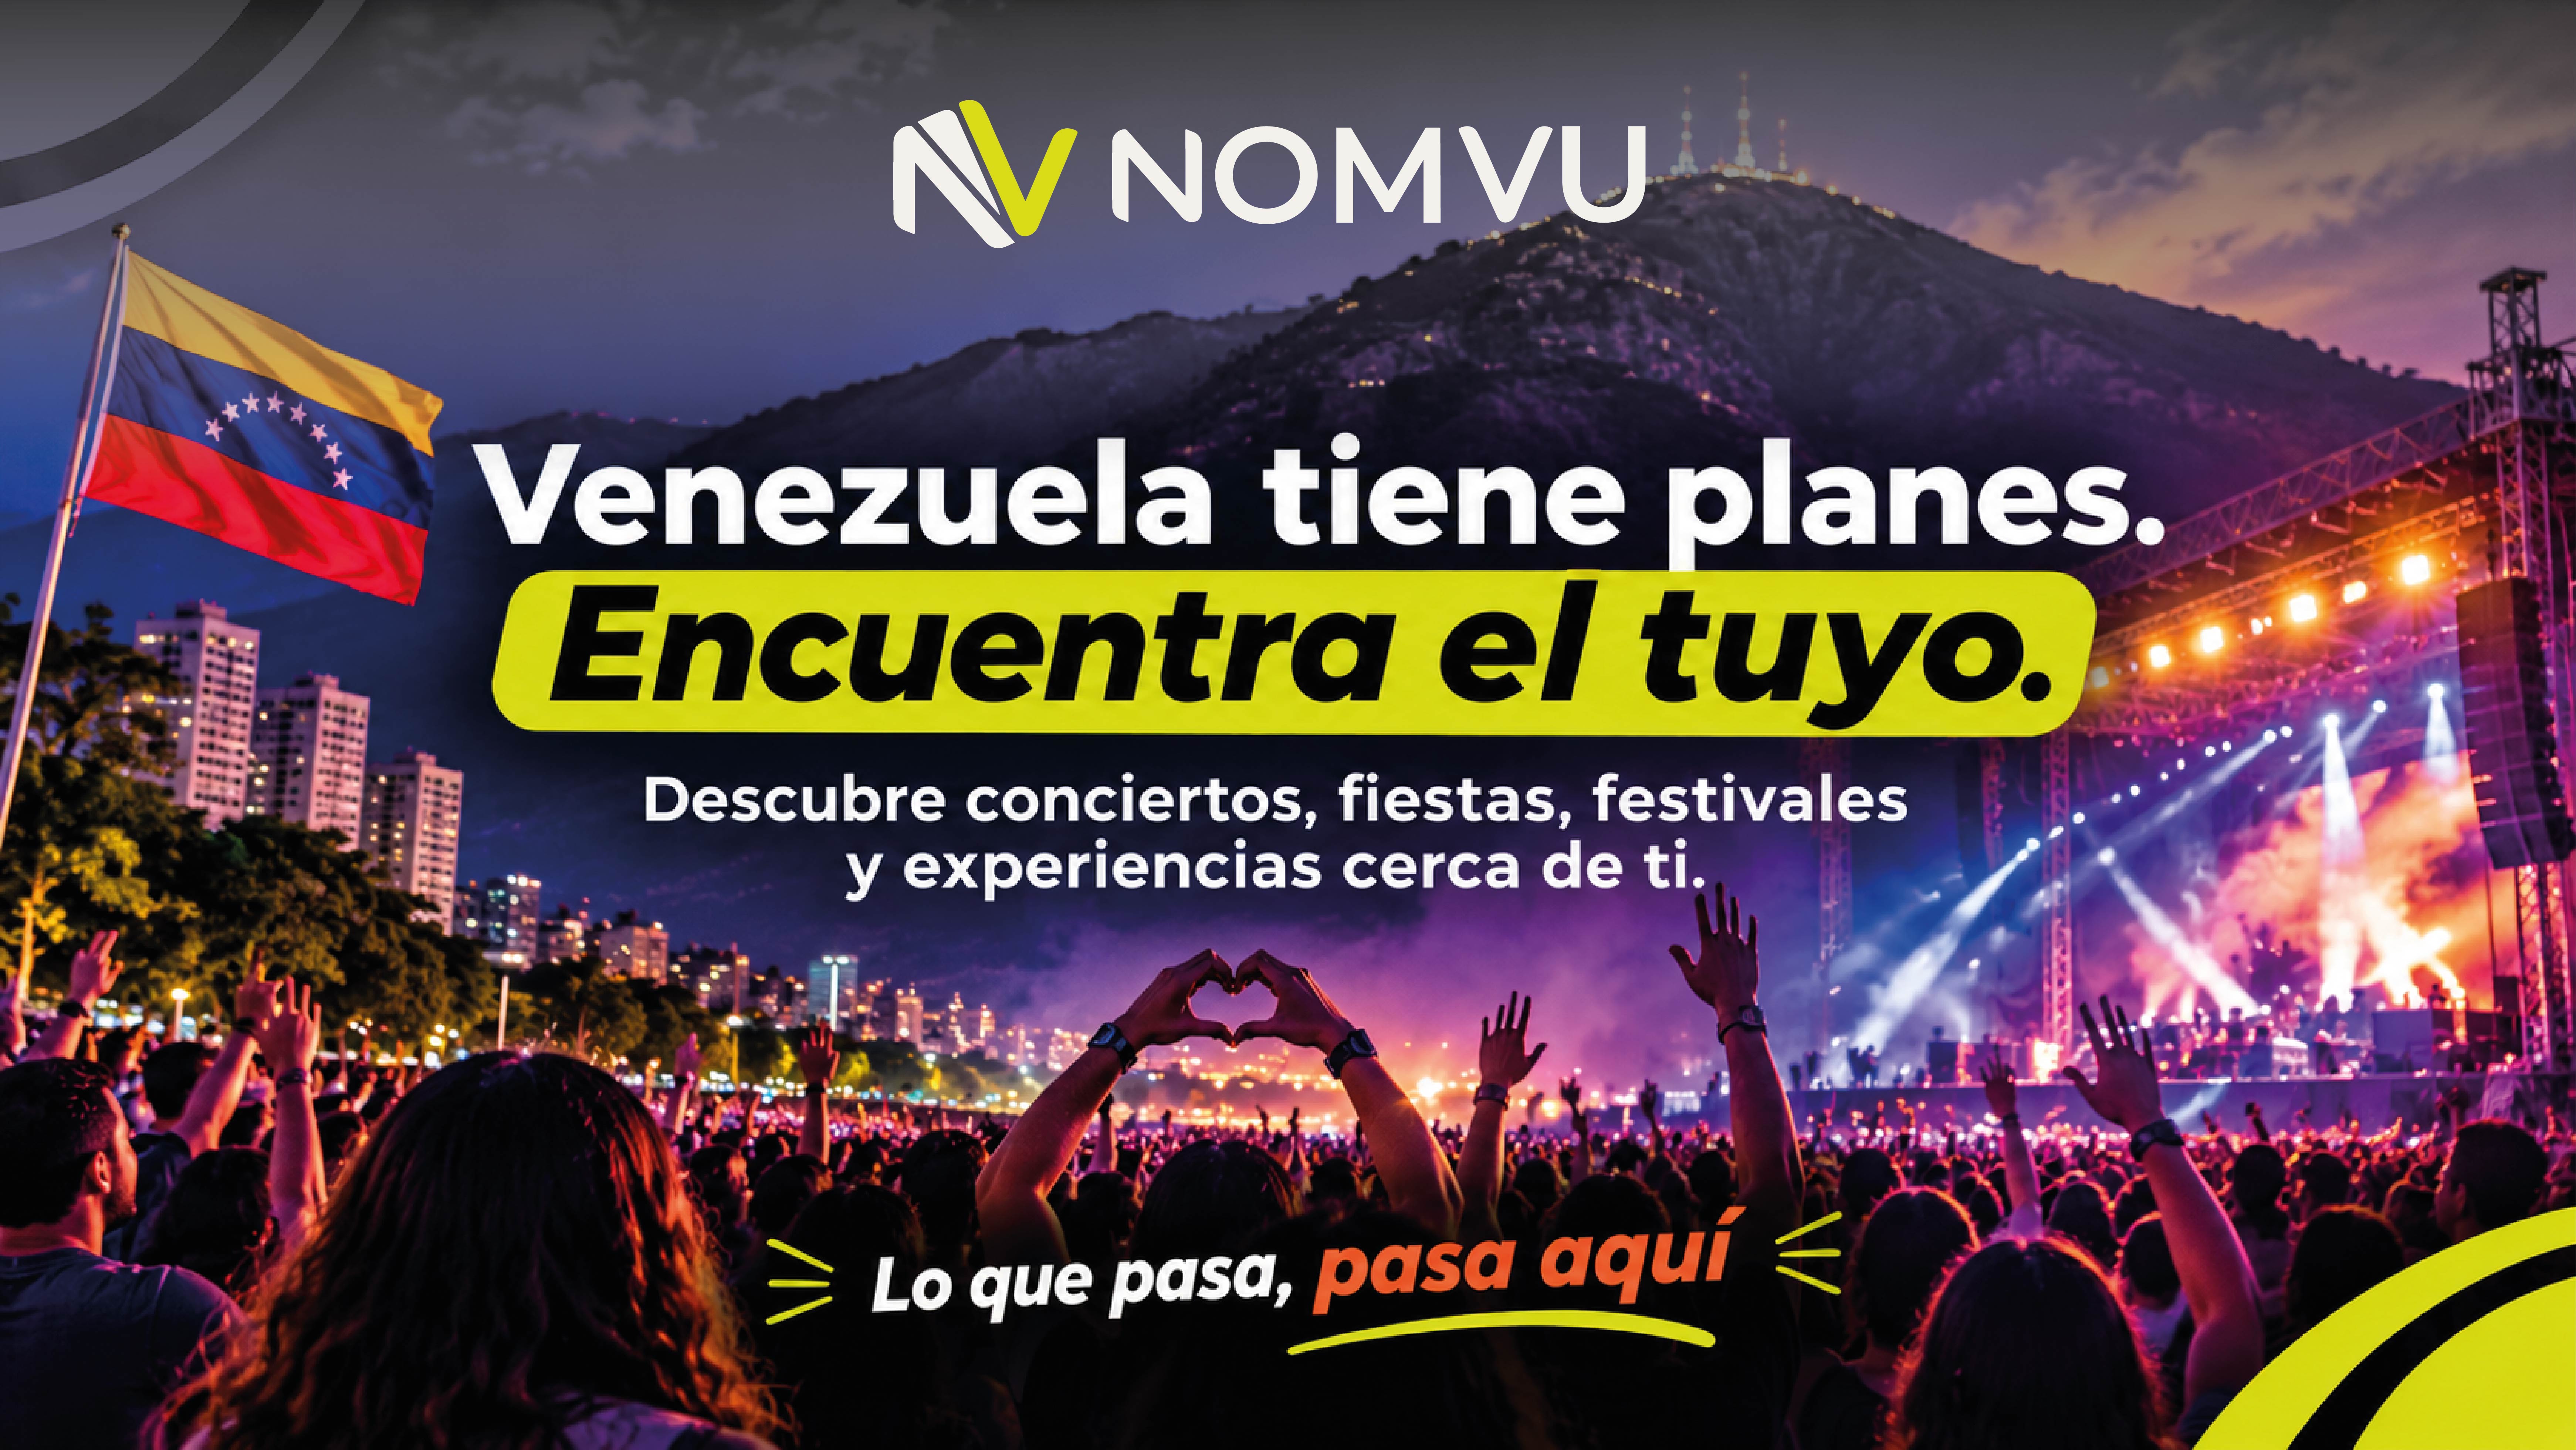 NOMVU
Venezuela tiene planes.
Encuentra el tuyo.
Descubre conciertos, fiestas, festivales
y experiencias cerca de ti.
Lo que pasa, pasa aquí